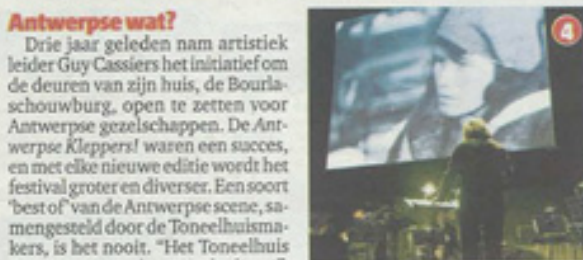 Antwerpse wat?
Drie jaar geleden nam artistiek
leider Guy Cassiers het initiatief om
de deuren van zijn huis, de Bourla-
schouwburg, open te zetten voor
Antwerpse gezelschappen. De Ant-
werpse Kleppers! waren een succes,
en met elke nieuwe editie wordt het
festival groter en diverser. Een soort
'best of' van de Antwerpse scene, sa-
mengesteld door de Toneelhuisma-
kers, is het nooit. "Het Toneelhuis
4